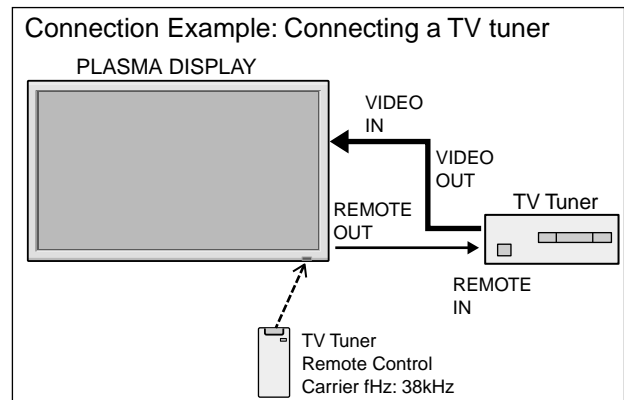 Connection Example: Connecting a TV tuner
PLASMA DISPLAY
VIDEO
IN
VIDEO
OUT
TV Tuner
REMOTE
OUT
REMOTE
IN
TV Tuner
Remote Control
Carrier fHz: 38kHz